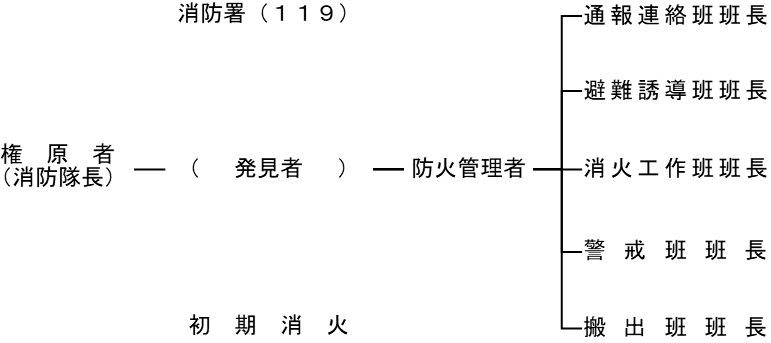 消防署（１１９）
通報連絡班班長
避難誘導班班長
権原者
（消防隊長）
（ 発見者 ）
防火管理者
消火工作班班長
警戒班班長
初期消火
搬出班班長